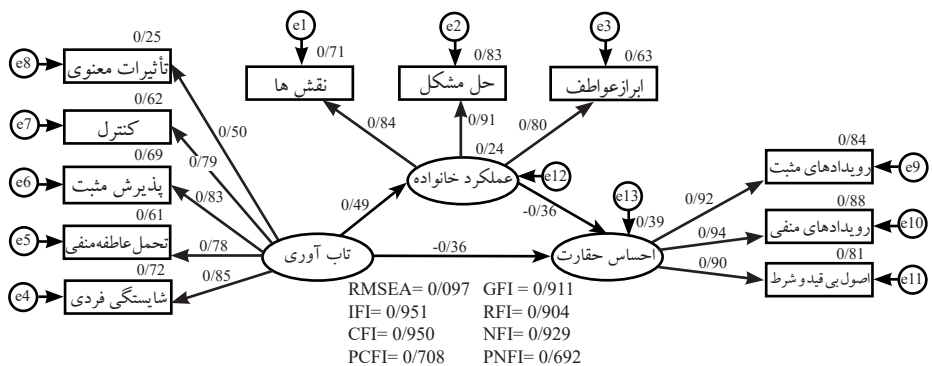 e1
e2
e3
0/25
0/71
0/83
0/63
e8
تأثیرات معنوی
نقش ها
حل مشکل
ابرازعواطف
0/62
e7
کنترل
0/50
0/84
0/91
0/80
0/69
0/79
0/24
0/84
e6
پذیرش مثبت
0/83
عملکرد خانواده
e12
رویدادهای مثبت
e9
0/61
0/49
-0/36
e13
0/92
0/88
e5
تحمل عاطفه منفی
0/78
0/39
0/94
رویدادهای منفی
e10
0/72
تاب آوری
-0/36
احساس حقارت
0/81
e4
شایستگی فردی
0/85
0/90
اصول بی قید و شرط
e11
RMSEA= 0/097 GFI= 0/911
IFI= 0/951 RFI= 0/904
CFI= 0/950 NFI= 0/929
PCFI= 0/708 PNFI= 0/692